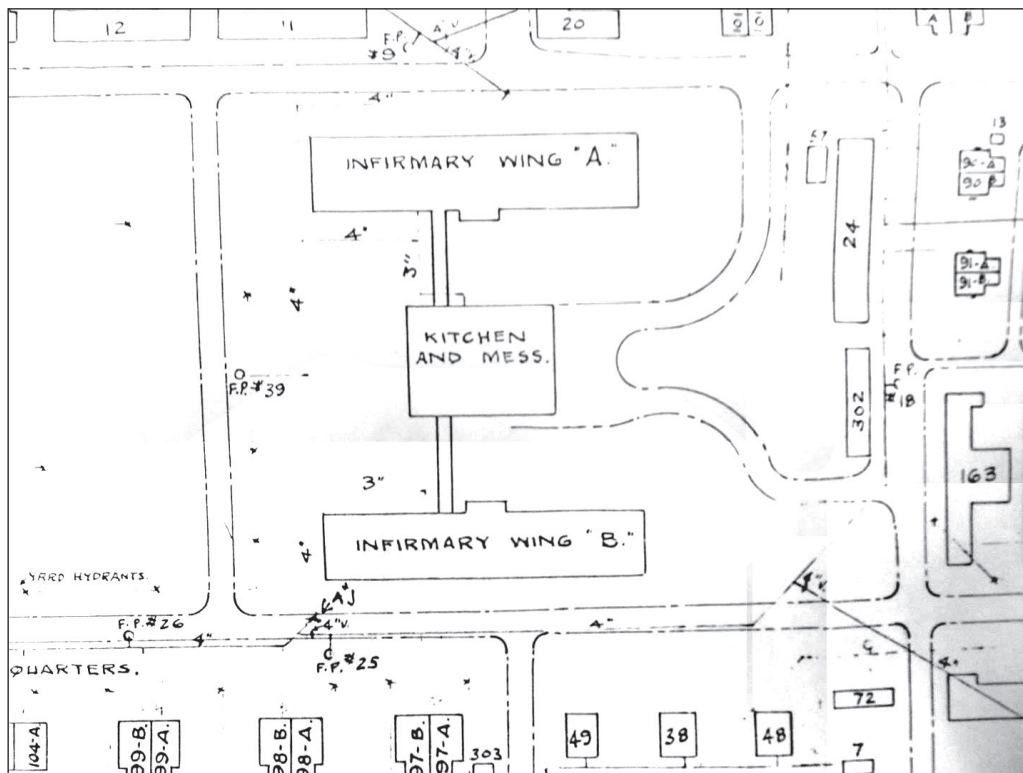 12
11
20
A
B
F.P.
#9
4"
13
57
INFIRMARY WING "A."
90-A
90-B
4"
3"
24
91-A
91-B
4"
KITCHEN
AND MESS.
F.P. #39
F.P.
#18
302
3"
163
4"
INFIRMARY WING "B."
YARD HYDRANTS.
4"V.
F.P. #26
4"
4"
F.P. #25
QUARTERS.
4"
72
104-A.
99-B.
99-A.
98-B.
98-A.
97-B.
97-A.
303
49
38
48
7